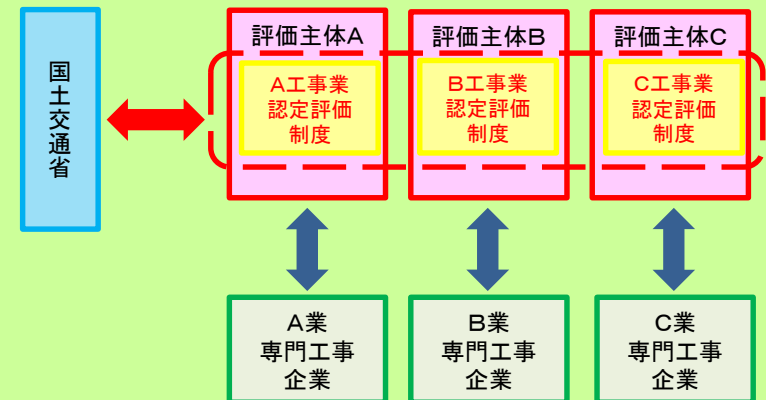 国土交通省
評価主体A
A工事業
認定評価
制度
評価主体B
B工事業
認定評価
制度
評価主体C
C工事業
認定評価
制度
A業
専門工事
企業
B業
専門工事
企業
C業
専門工事
企業